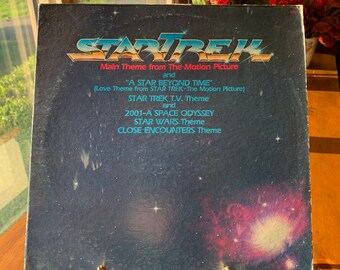 STAR TREK
Main Theme from The Motion Picture
and
"A STAR BEYOND TIME"
(Love Theme from STAR TREK - The Motion Picture)
STAR TREK T.V. Theme
and
2001-A SPACE ODYSSEY
STAR WARS Theme
CLOSE ENCOUNTERS Theme